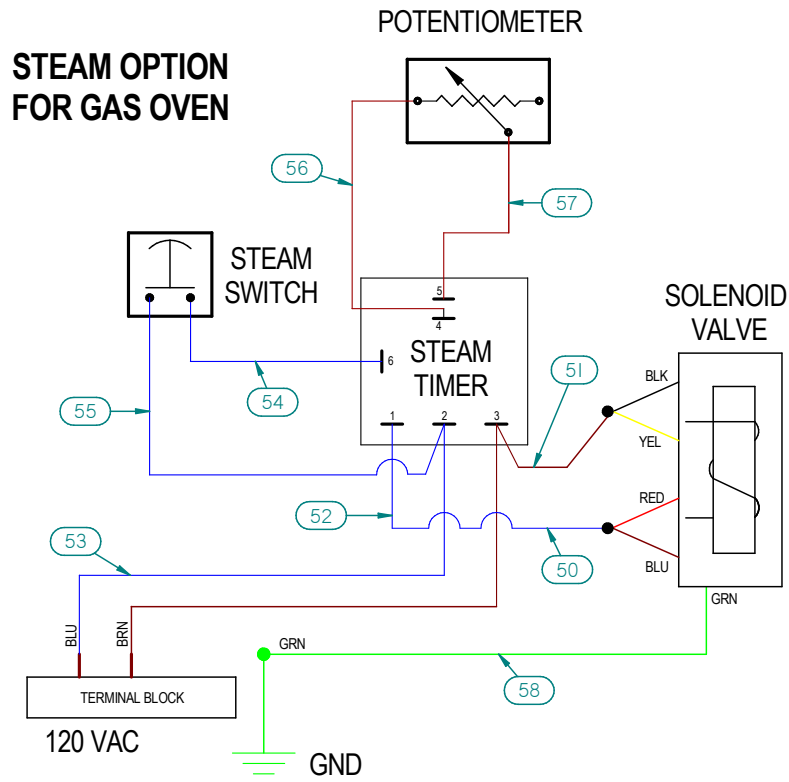 POTENTIOMETER
STEAM OPTION
FOR GAS OVEN
56
57
STEAM
SWITCH
5
4
SOLENOID
VALVE
6
STEAM
TIMER
54
51
BLK
55
1
2
3
YEL
52
RED
53
50
BLU
GRN
BLU
BRN
GRN
58
TERMINAL BLOCK
120 VAC
GND